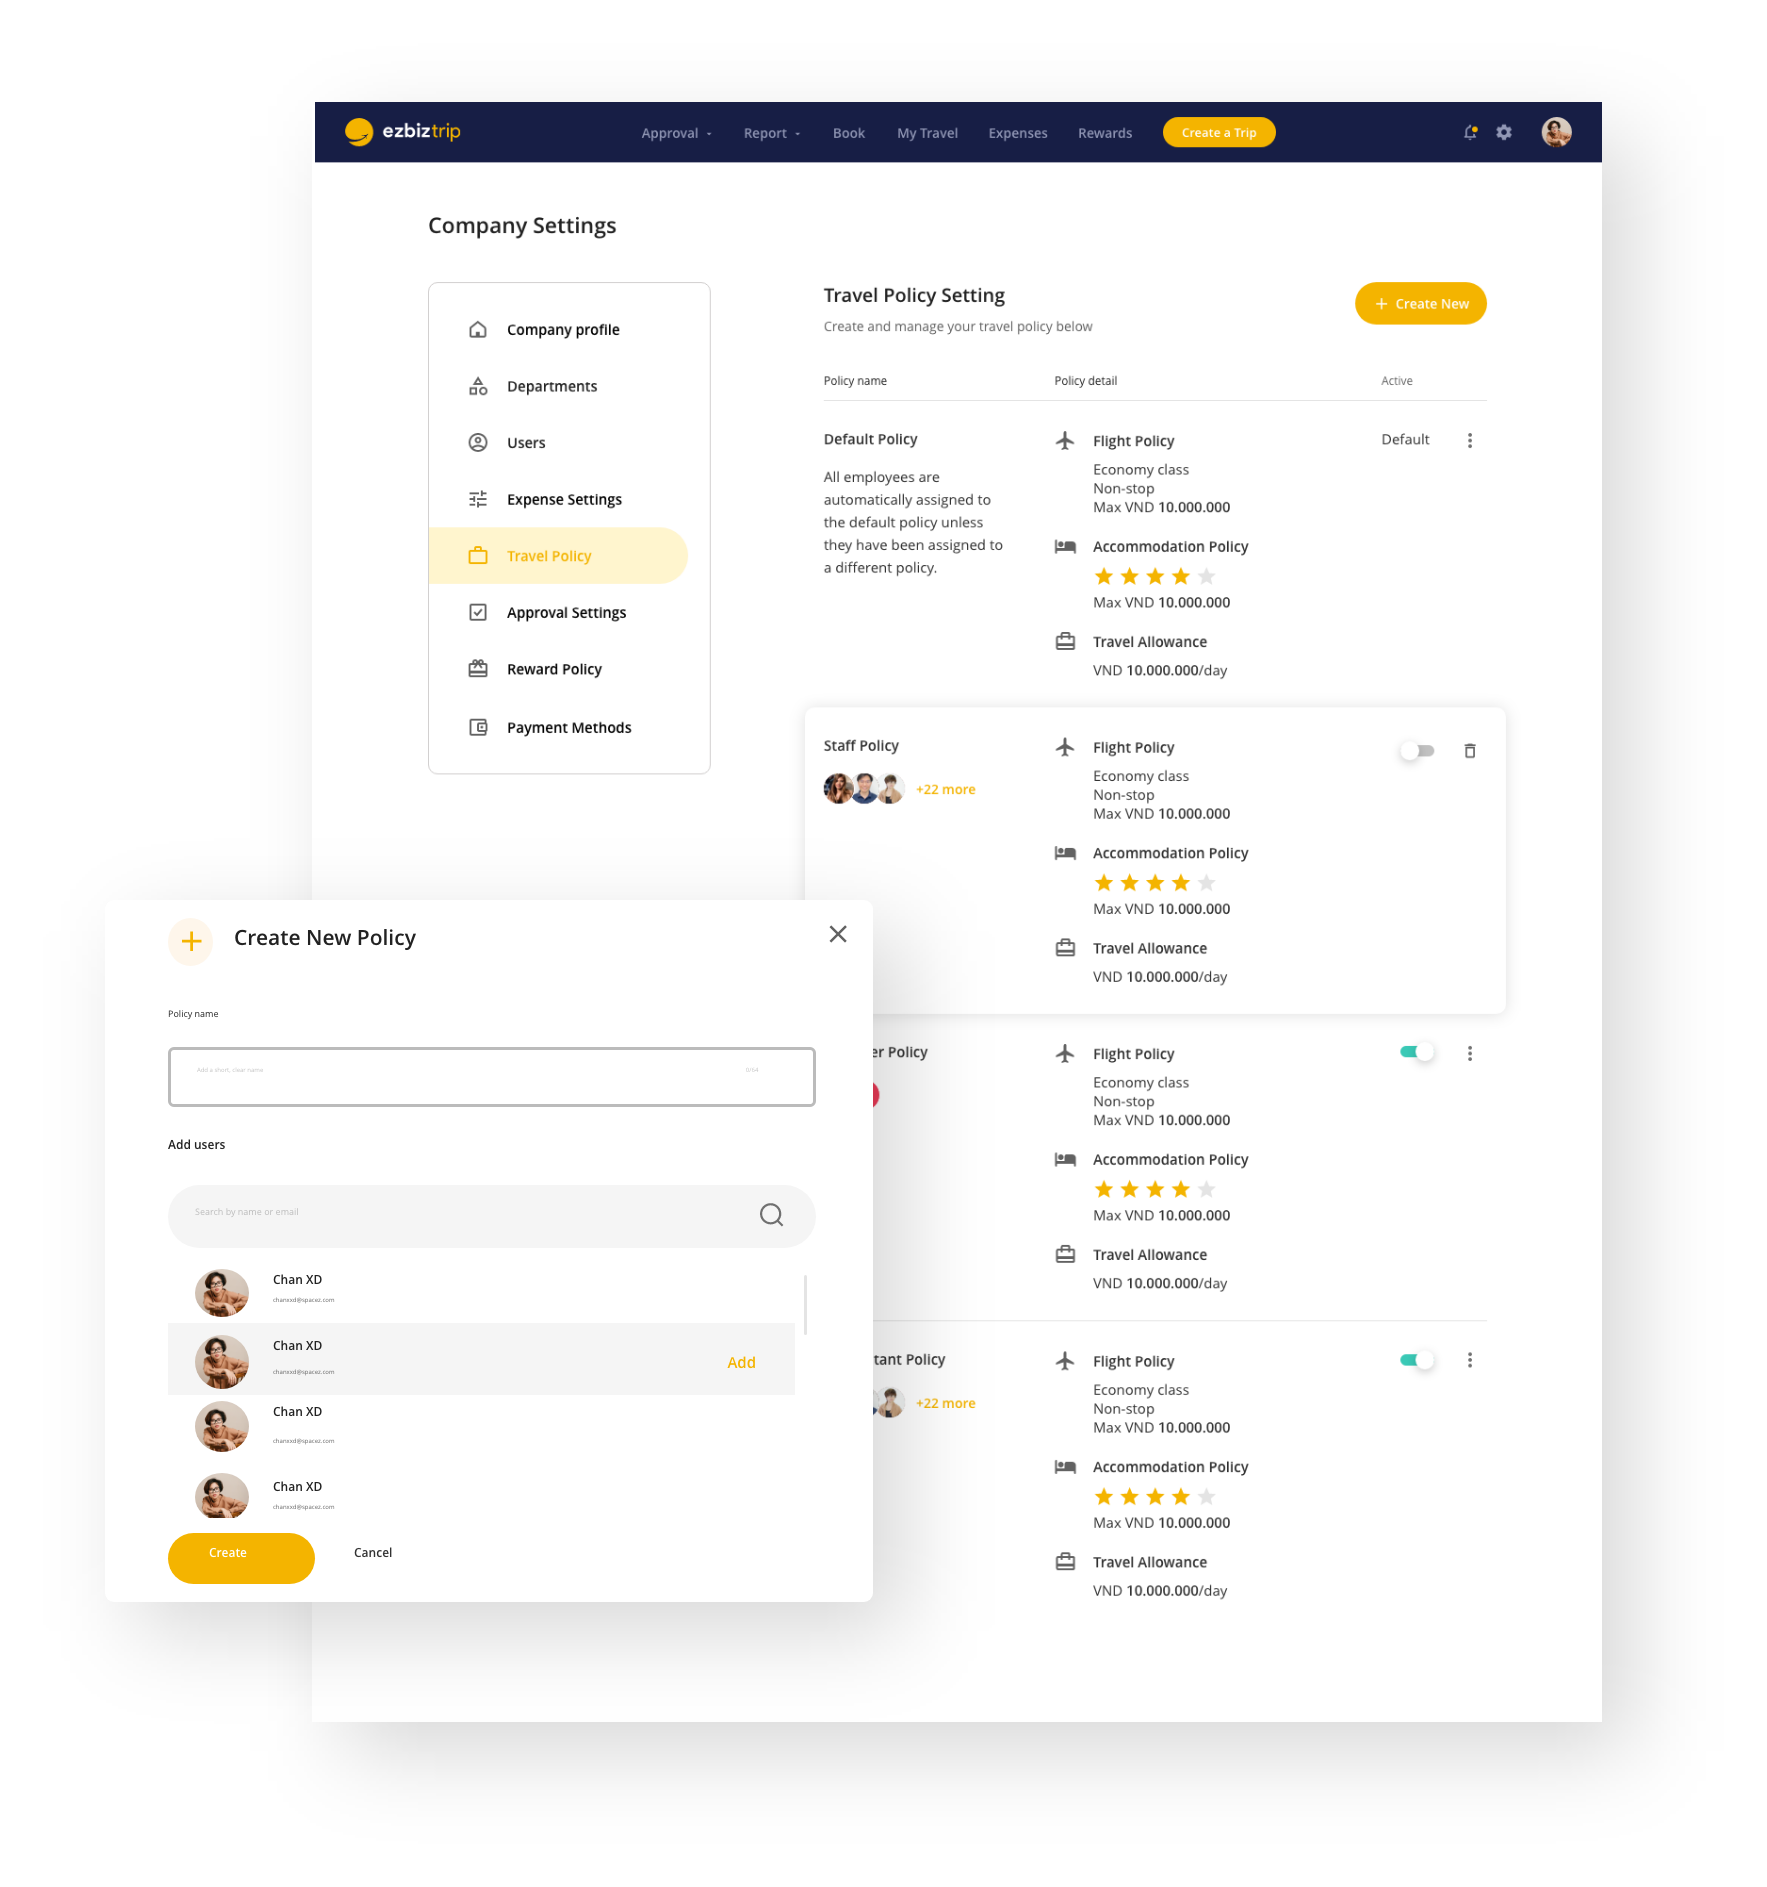 ezbiztrip
Approval
Report
Book
My Travel
Expenses
Rewards
Create a Trip
Company Settings
Company profile
Departments
Users
Expense Settings
Travel Policy
Approval Settings
Reward Policy
Payment Methods
Travel Policy Setting
Create and manage your travel policy below
+ Create New
Policy name
Policy detail
Active
Default Policy
All employees are
automatically assigned to
the default policy unless
they have been assigned to
a different policy.
Flight Policy
Economy class
Non-stop
Max VND 10.000.000
Accommodation Policy
Max VND 10.000.000
Travel Allowance
VND 10.000.000/day
Default
Staff Policy
+22 more
Flight Policy
Economy class
Non-stop
Max VND 10.000.000
Accommodation Policy
Max VND 10.000.000
Travel Allowance
VND 10.000.000/day
er Policy
Flight Policy
Economy class
Non-stop
Max VND 10.000.000
Accommodation Policy
Max VND 10.000.000
Travel Allowance
VND 10.000.000/day
tant Policy
+22 more
Flight Policy
Economy class
Non-stop
Max VND 10.000.000
Accommodation Policy
Max VND 10.000.000
Travel Allowance
VND 10.000.000/day
Create New Policy
Policy name
Add a short, clear name
0/64
Add users
Search by name or email
Chan XD
chanxd@spacez.com
Chan XD
chanxd@spacez.com
Add
Chan XD
chanxd@spacez.com
Chan XD
chanxd@spacez.com
Create
Cancel